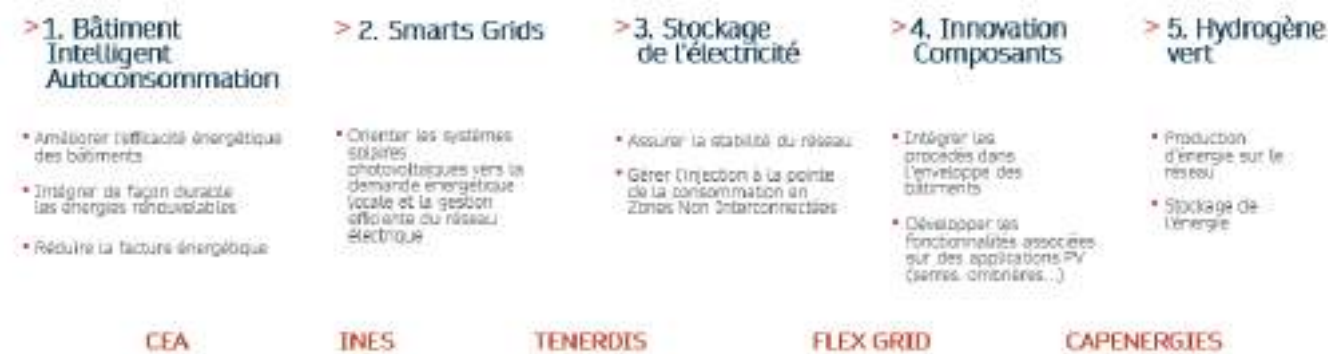 > 1. Bâtiment
Intelligent
Autoconsommation
• Améliorer l'efficacité énergétique
des bâtiments
• Intégrer de façon durable
les énergies renouvelables
• Réduire la facture énergétique
> 2. Smarts Grids
• Orienter les systèmes
solaires
photovoltaïques vers la
demande énergétique
locale et la gestion
efficiente du réseau
électrique
> 3. Stockage
de l'électricité
• Assurer la stabilité du réseau
• Gérer l'injection à la pointe
de la consommation en
Zones Non Interconnectées
> 4. Innovation
Composants
• Intégrer les
procédés dans
l'enveloppe des
bâtiments
• Développer les
fonctionnalités associées
sur des applications PV
(serres, ombrières...)
> 5. Hydrogène
vert
• Production
d'énergie sur le
réseau
• Stockage de
l'énergie
CEA
INES
TENERDIS
FLEX GRID
CAPENERGIES